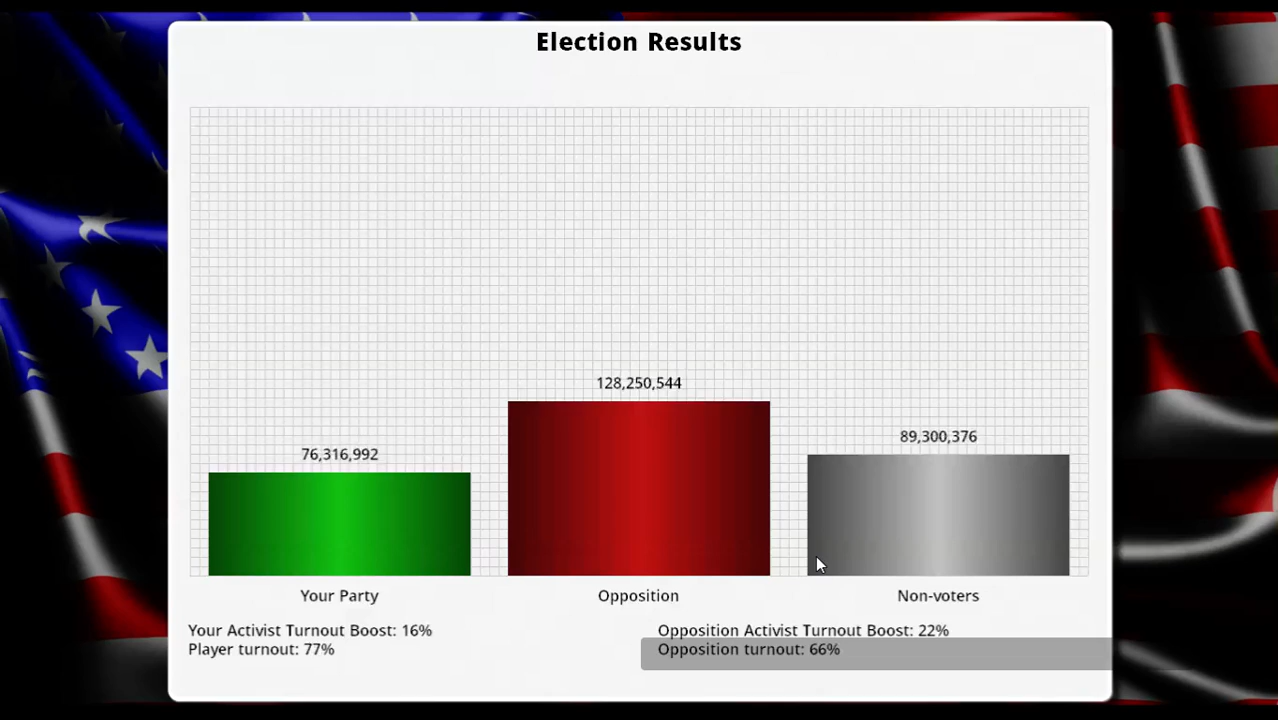 Election Results
128,250,544
89,300,376
76,316,992
Your Party
Opposition
Non-voters
Your Activist Turnout Boost: 16%
Opposition Activist Turnout Boost: 22%
Player turnout: 77%
Opposition turnout: 66%